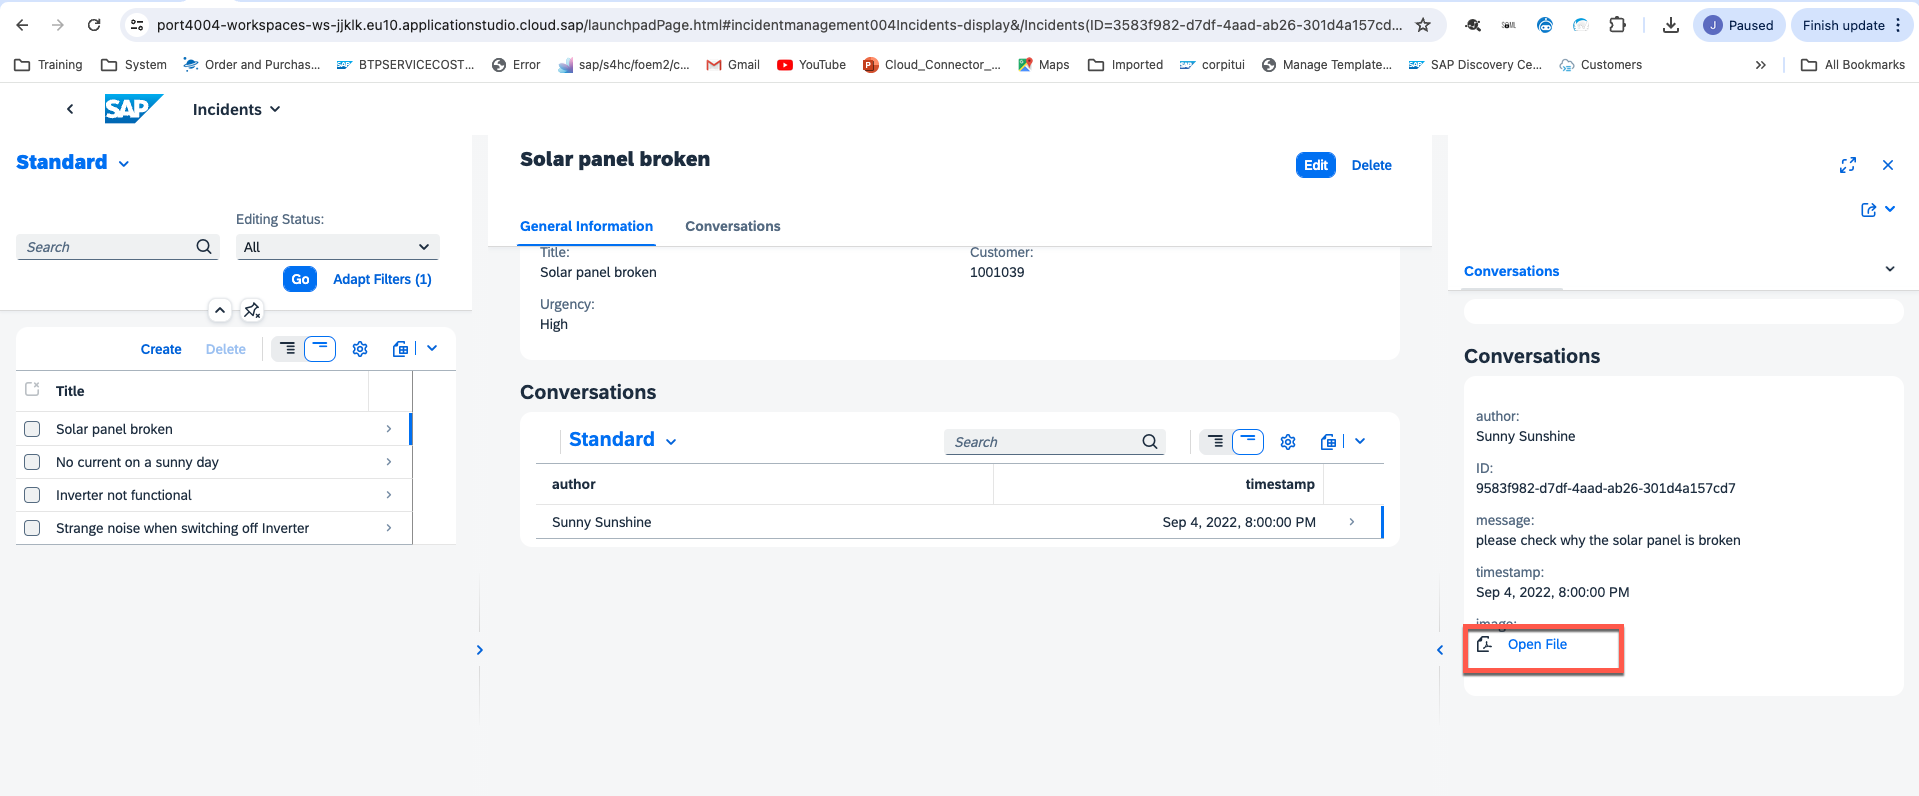 port4004-workspaces-ws-jjklk.eu10.applicationstudio.cloud.sap/launchpadPage.html#incidentmanagement004Incidents-display&/Incidents(ID=3583f982-d7df-4aad-ab26-301d4a157cd...
J Paused
Finish update
Training
System
Order and Purchas...
SAP BTPSERVICECOST...
Error
sap/s4hc/foem2/c...
Gmail
YouTube
Cloud_Connector_...
Maps
Imported
SAP corpitui
Manage Template...
SAP SAP Discovery Ce...
Customers
»
All Bookmarks
SAP
Incidents
Standard
Editing Status:
Search
All
Go
Adapt Filters (1)
Create
Delete
Title
Solar panel broken
No current on a sunny day
Inverter not functional
Strange noise when switching off Inverter
Solar panel broken
Edit
Delete
General Information
Conversations
Title:
Solar panel broken
Customer:
1001039
Urgency:
High
Conversations
Standard
Search
author
timestamp
Sunny Sunshine
Sep 4, 2022, 8:00:00 PM
Conversations
Conversations
author:
Sunny Sunshine
ID:
9583f982-d7df-4aad-ab26-301d4a157cd7
message:
please check why the solar panel is broken
timestamp:
Sep 4, 2022, 8:00:00 PM
image:
Open File